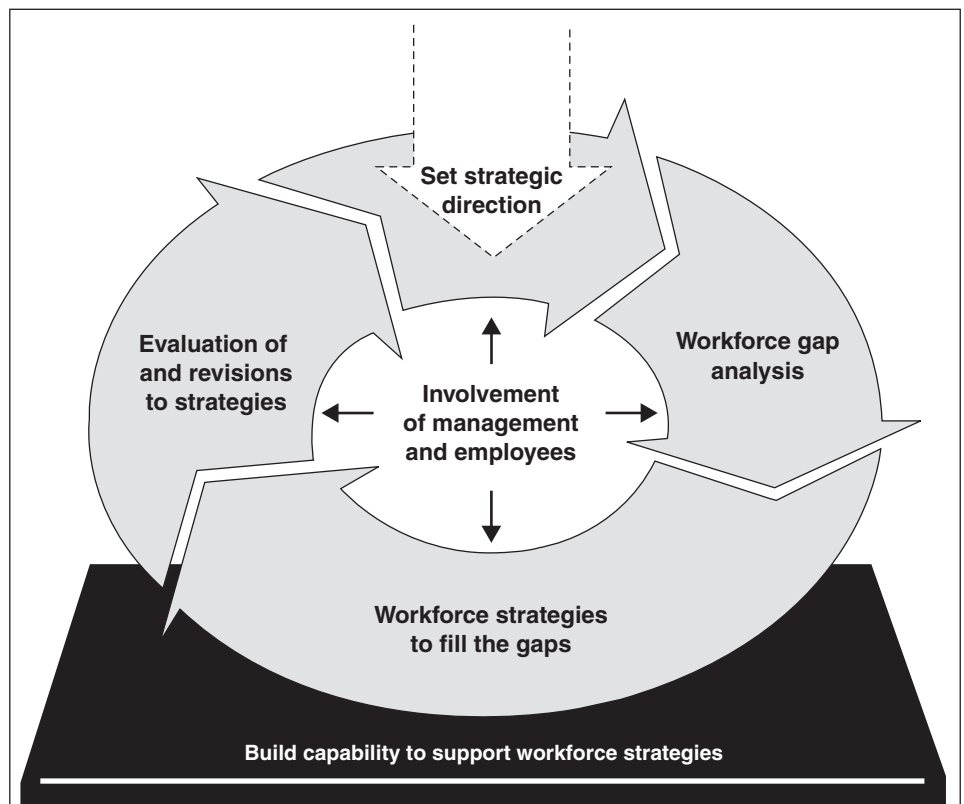 Set strategic
direction
Workforce gap
analysis
Evaluation of
and revisions
to strategies
Involvement
of management
and employees
Workforce strategies
to fill the gaps
Build capability to support workforce strategies